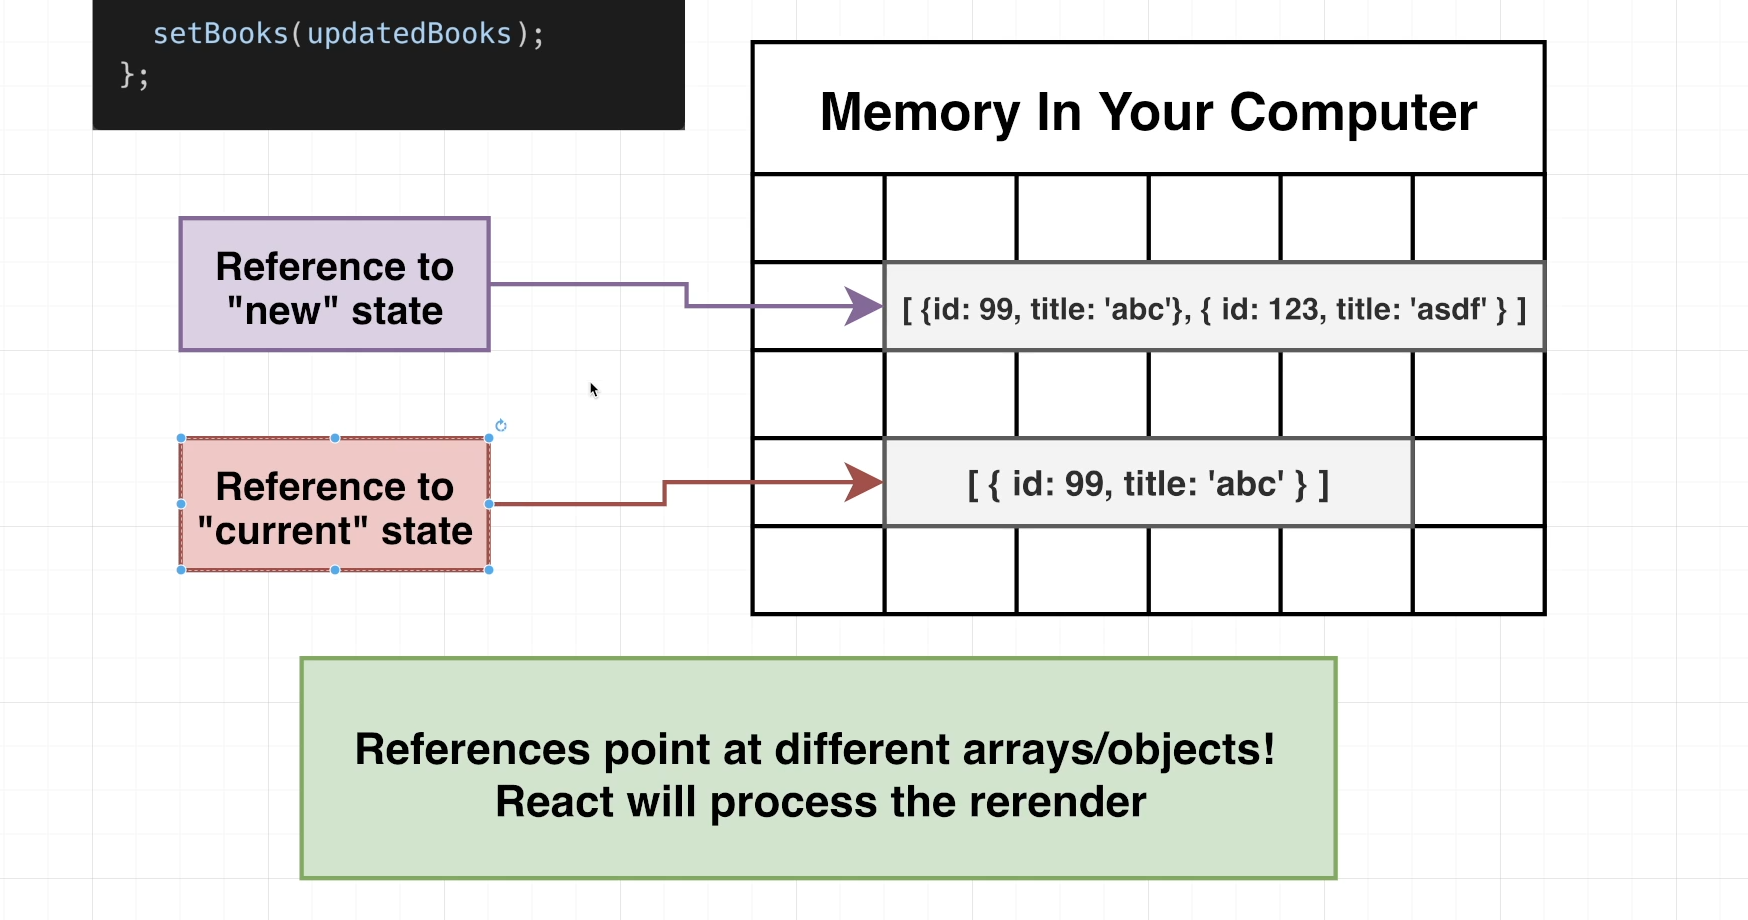 setBooks(updatedBooks);
};
Memory In Your Computer
Reference to
"new" state
[ {id: 99, title: 'abc'}, { id: 123, title: 'asdf' } ]
Reference to
"current" state
[ { id: 99, title: 'abc' } ]
References point at different arrays/objects!
React will process the rerender